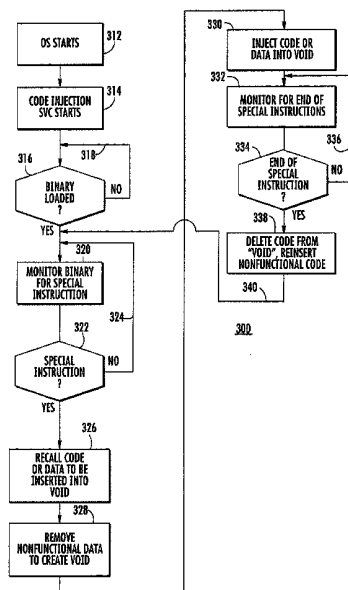 OS STARTS
312
CODE INJECTION
SVC STARTS
314
316
318
BINARY
LOADED
?
NO
YES
320
MONITOR BINARY
FOR SPECIAL
INSTRUCTION
324
322
SPECIAL
INSTRUCTION
?
NO
YES
326
RECALL CODE
OR DATA TO BE
INSERTED INTO
VOID
328
REMOVE
NONFUNCTIONAL DATA
TO CREATE VOID
330
INJECT CODE OR
DATA INTO VOID
332
MONITOR FOR END OF
SPECIAL INSTRUCTIONS
334
336
END OF
SPECIAL
INSTRUCTION
?
NO
YES
338
DELETE CODE FROM
"VOID", REINSERT
NONFUNCTIONAL CODE
340
300